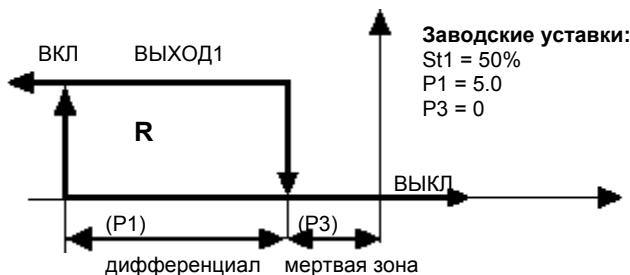 Заводские уставки:
St1 = 50%
P1 = 5.0
P3 = 0
ВКЛ ВЫХОД1
R
ВЫКЛ
(P1) (P3)
дифференциал мертвая зона